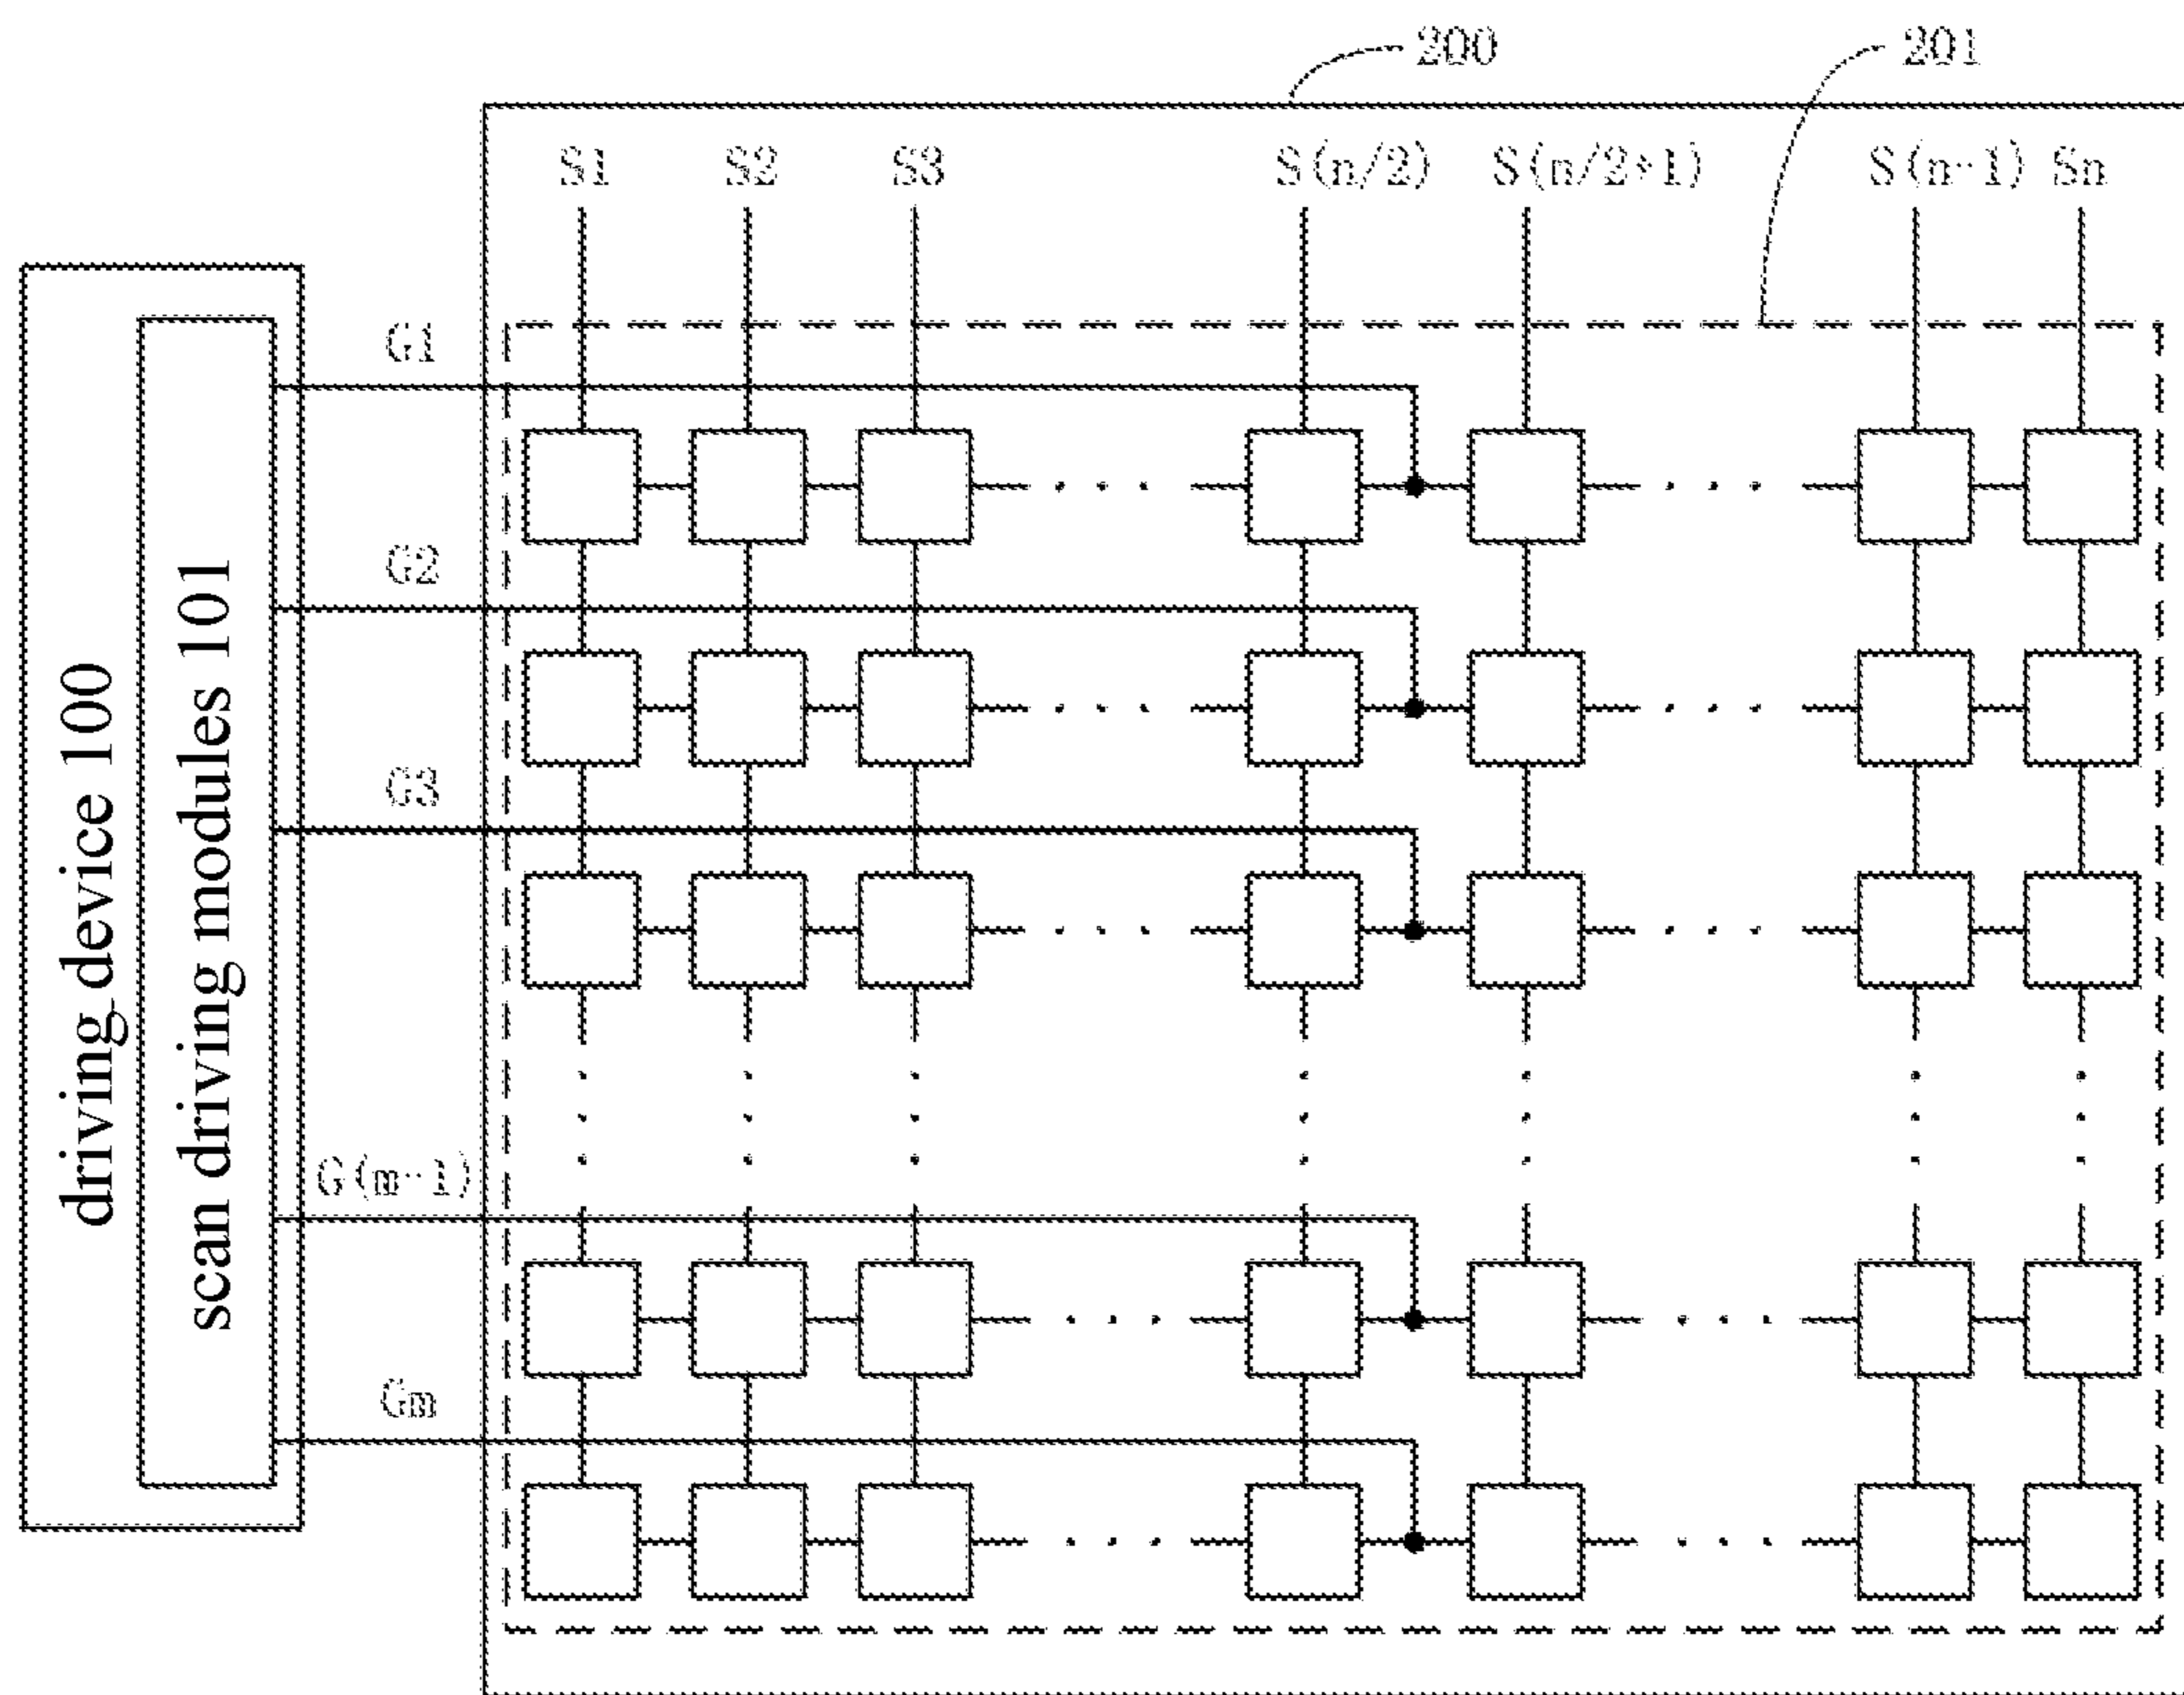 200
201
S1 S2 S3 S(n/2) S(n/2+1) S(n-1) Sn
G1
G2
G3
G(m-1)
Gm
driving device 100
scan driving modules 101